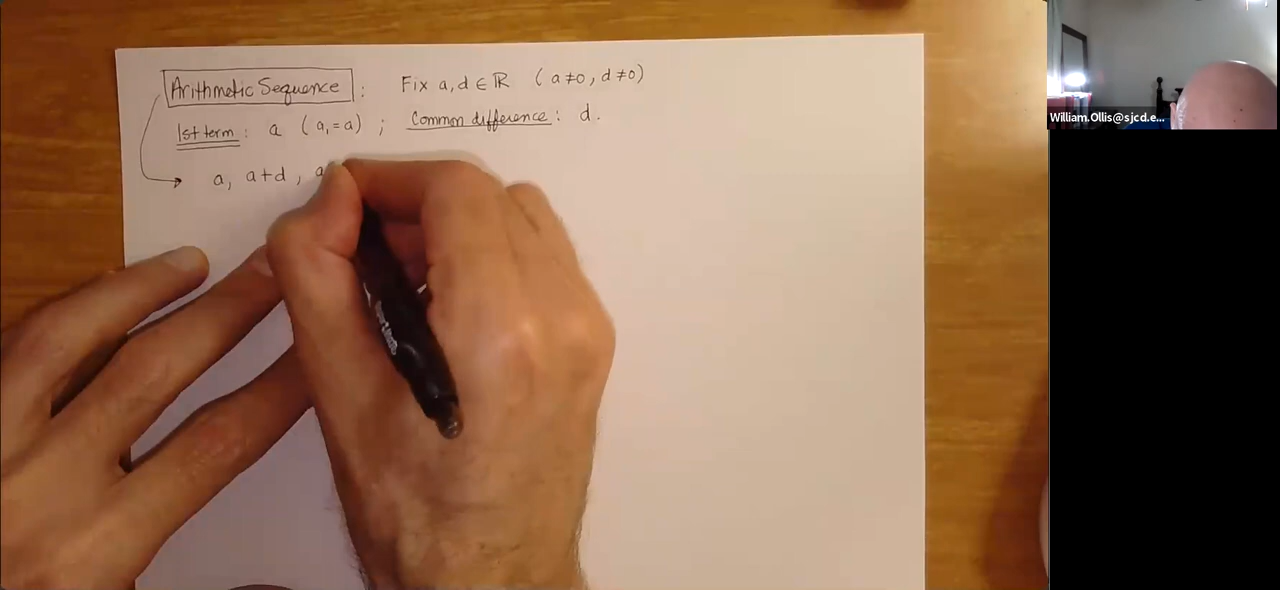 Arithmetic Sequence : Fix a, d ∈ ℝ (a≠0, d≠0)
1st term : a (a₁=a) ; Common difference : d.
a, a+d, a
William.Ollis@sjcd.e...